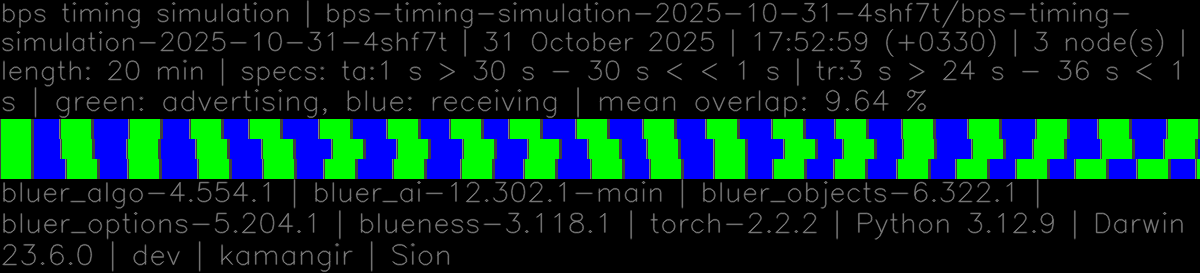 bps timing simulation | bps-timing-simulation-2025-10-31-4shf7t/bps-timing-
simulation-2025-10-31-4shf7t | 31 October 2025 | 17:52:59 (+0330) | 3 node(s) |
length: 20 min | specs: ta:1 s > 30 s - 30 s < < 1 s | tr:3 s > 24 s - 36 s < 1
s | green: advertising, blue: receiving | mean overlap: 9.64 %
bluer_algo-4.554.1 | bluer_ai-12.302.1-main | bluer_objects-6.322.1 |
bluer_options-5.204.1 | blueness-3.118.1 | torch-2.2.2 | Python 3.12.9 | Darwin
23.6.0 | dev | kamangir | Sion